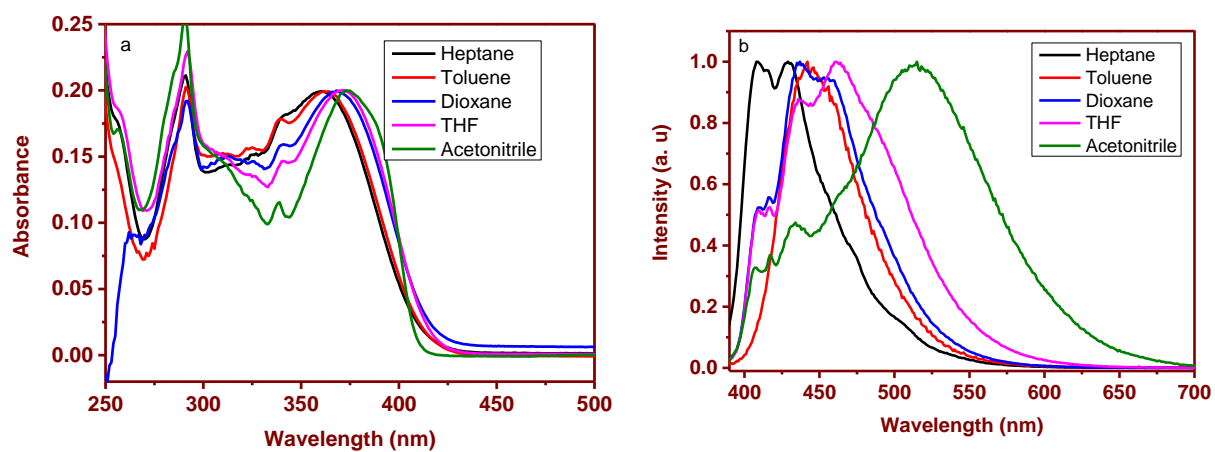 a
Heptane
Toluene
Dioxane
THF
Acetonitrile
0.25
0.20
0.15
0.10
0.05
0.00
Absorbance
250 300 350 400 450 500
Wavelength (nm)
b
Heptane
Toluene
Dioxane
THF
Acetonitrile
1.0
0.8
0.6
0.4
0.2
0.0
Intensity (a. u)
400 450 500 550 600 650 700
Wavelength (nm)